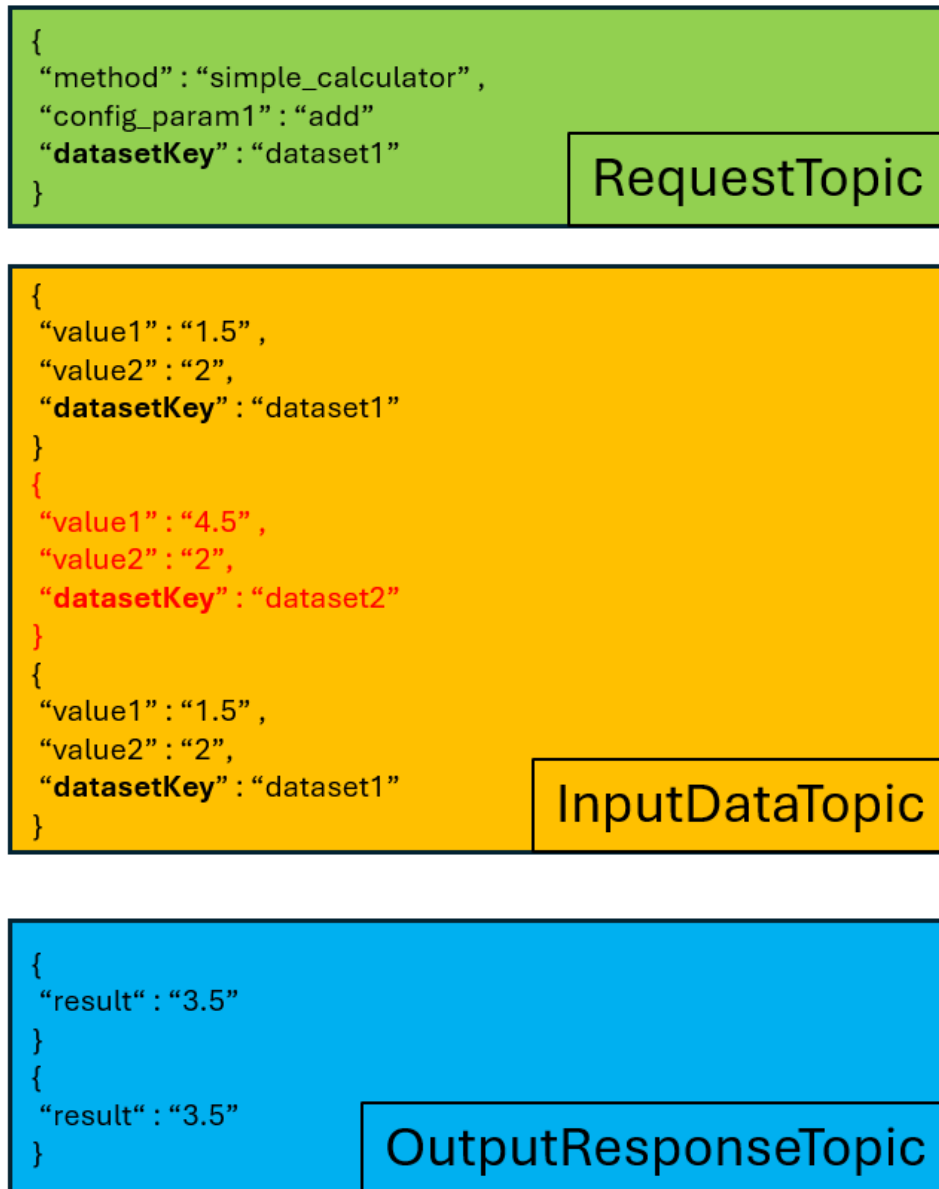 {
“method” : “simple_calculator” ,
“config_param1” : “add”
“datasetKey” : “dataset1”
}
RequestTopic
{
“value1” : “1.5” ,
“value2” : “2”,
“datasetKey” : “dataset1”
}
{
“value1” : “4.5” ,
“value2” : “2”,
“datasetKey” : “dataset2”
}
{
“value1” : “1.5” ,
“value2” : “2”,
“datasetKey” : “dataset1”
}
InputDataTopic
{
“result“ : “3.5”
}
{
“result“ : “3.5”
}
OutputResponseTopic